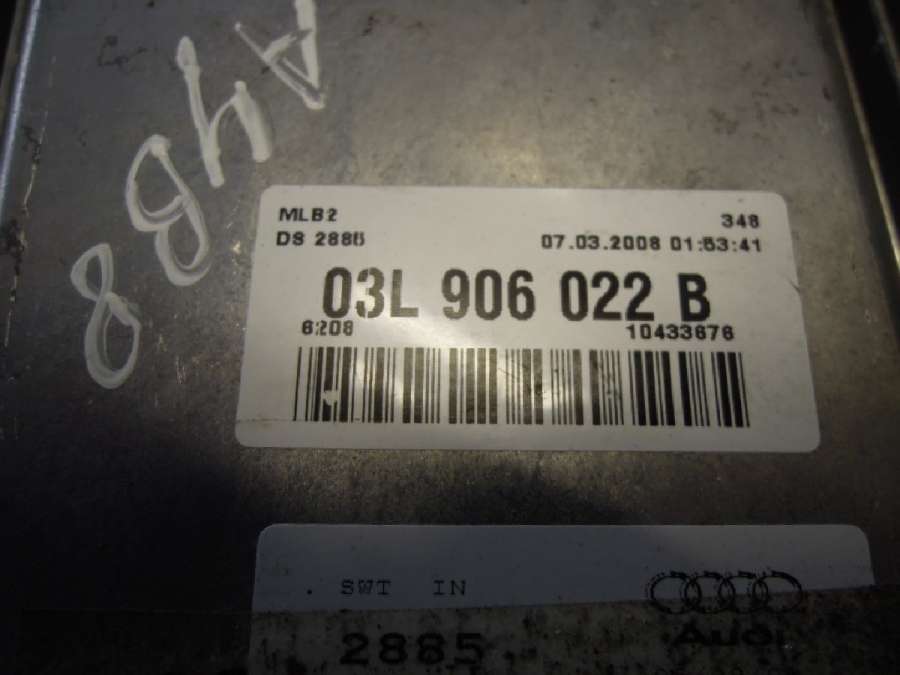 A4B8
MLB2 348
DS 2885 07.03.2008 01:53:41
03L 906 022 B
6208 10433676
. SWT IN
Audi
2885